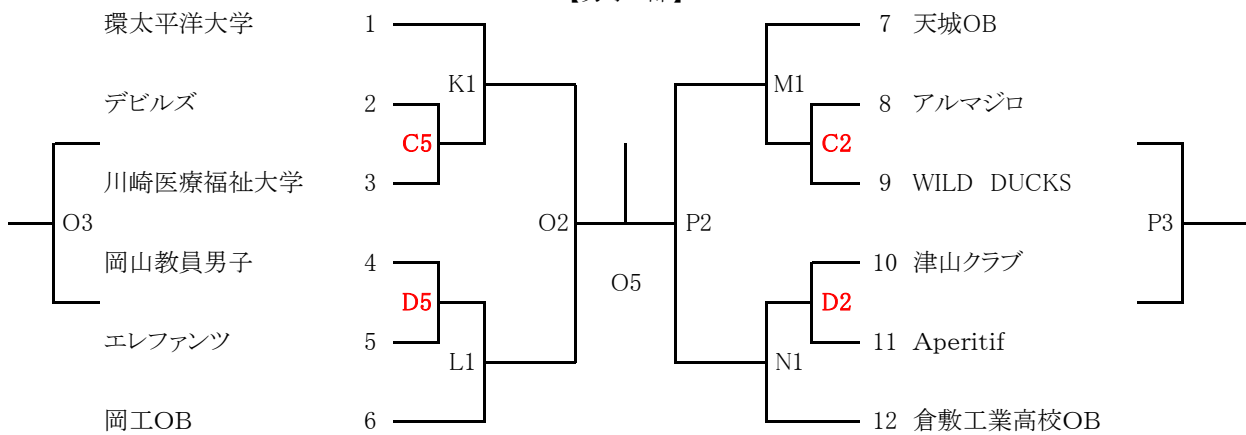 環太平洋大学 1 7 天城OB
K1 M1
デビルズ 2 8 アルマジロ
C5 C2
川崎医療福祉大学 3 9 WILD DUCKS
O3 O2 P2 P3
岡山教員男子 4 10 津山クラブ
O5
D5 D2
エレファンツ 5 11 Aperitif
L1 N1
岡工OB 6 12 倉敷工業高校OB